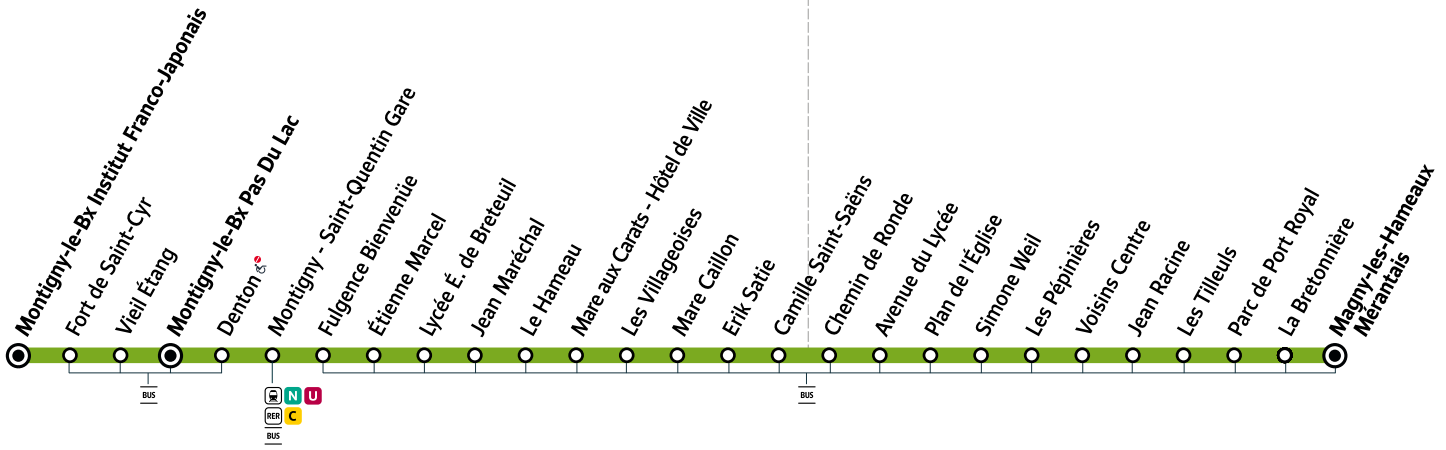 Montigny-le-Bx Institut Franco-Japonais
Fort de Saint-Cyr
Vieil Étang
Montigny-le-Bx Pas Du Lac
Denton
Montigny - Saint-Quentin Gare
Fulgence Bienvenüe
Étienne Marcel
Lycée É. de Breteuil
Jean Maréchal
Le Hameau
Mare aux Carats - Hôtel de Ville
Les Villageoises
Mare Caillon
Erik Satie
Camille Saint-Saëns
Chemin de Ronde
Avenue du Lycée
Plan de l'Église
Simone Weil
Les Pépinières
Voisins Centre
Jean Racine
Les Tilleuls
Parc de Port Royal
La Bretonnière
Magny-les-Hameaux
Mérantais
BUS
N U
RER C
BUS
BUS